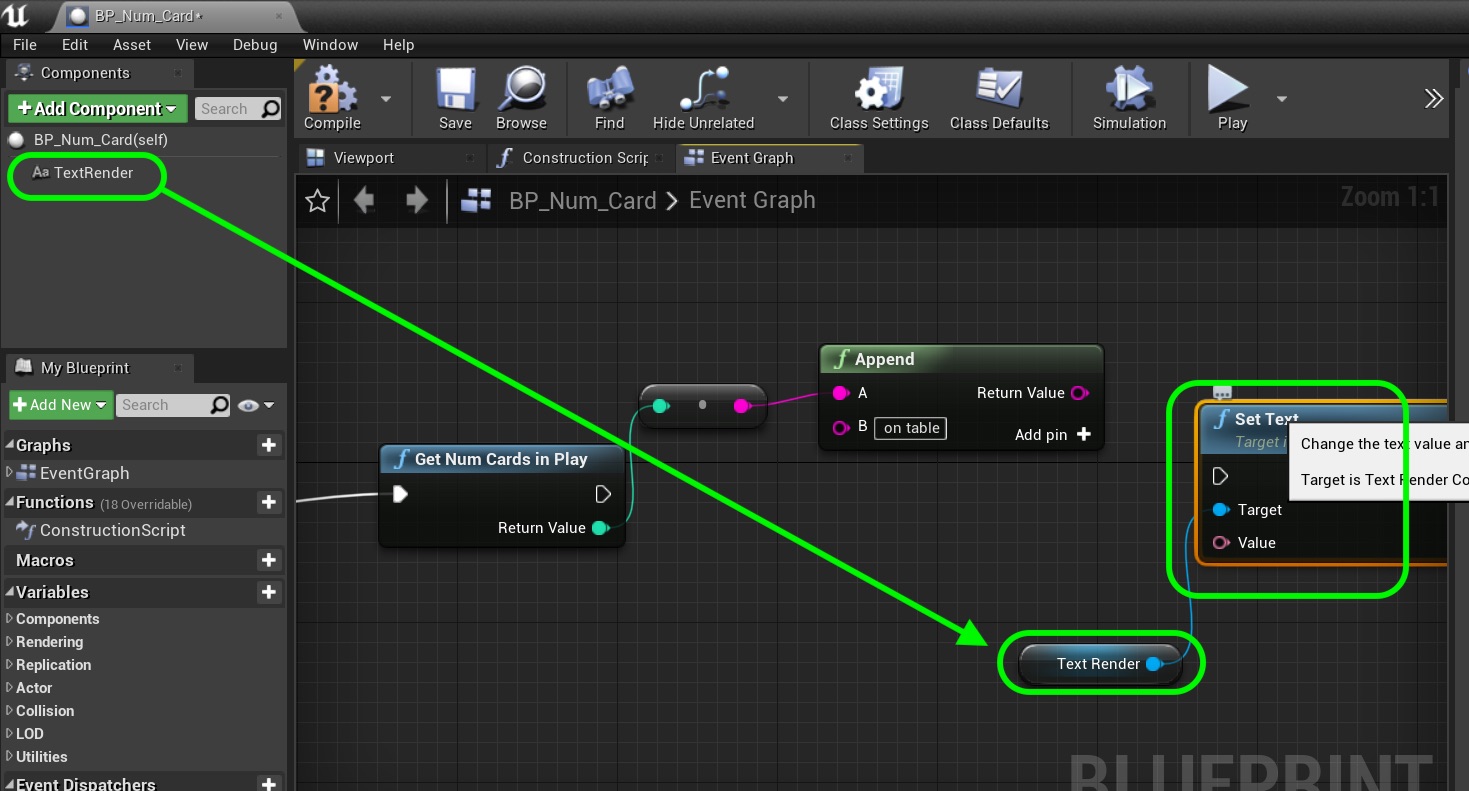 BP_Num_Card*
File Edit Asset View Debug Window Help
Components
+Add Component Search
BP_Num_Card(self)
Aa TextRender
Compile Save Browse Find Hide Unrelated Class Settings Class Defaults Simulation Play
Viewport Construction Scrip Event Graph
BP_Num_Card > Event Graph
Zoom 1:1
f Append
A Return Value
B on table
Add pin +
f Get Num Cards in Play
Return Value
f Set Text
Target i
Change the text value an
Target is Text Render Co
Target
Value
Text Render
BLUEPRINT
My Blueprint
+Add New Search
Graphs +
EventGraph
Functions (18 Overridable) +
ConstructionScript
Macros +
Variables +
Components
Rendering
Replication
Actor
Collision
LOD
Utilities
Event Dispatchers +